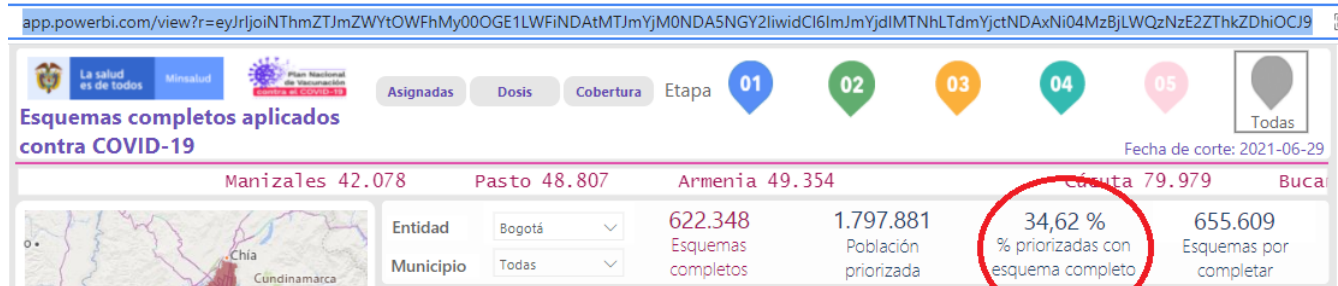 app.powerbi.com/view?r=eyJrIjoiNThmZTJmZWYtOWFhMy00OGE1LWFiNDAtMTJmYjM0NDA5NGY2IiwidCI6ImJmYjdlMTNhLTdmYjctNDAxNi04MzBjLWQzNzE2ZThkZDhiOCJ9
La salud
es de todos
Minsalud
Plan Nacional
de Vacunación
contra el COVID-19
Asignadas
Dosis
Cobertura
Etapa
01
02
03
04
05
Todas
Esquemas completos aplicados
contra COVID-19
Fecha de corte: 2021-06-29
Manizales 42.078 Pasto 48.807 Armenia 49.354 Cúcuta 79.979 Bucar
Chía
Cundinamarca
Entidad Bogotá
Municipio Todas
622.348
Esquemas
completos
1.797.881
Población
priorizada
34,62 %
% priorizadas con
esquema completo
655.609
Esquemas por
completar